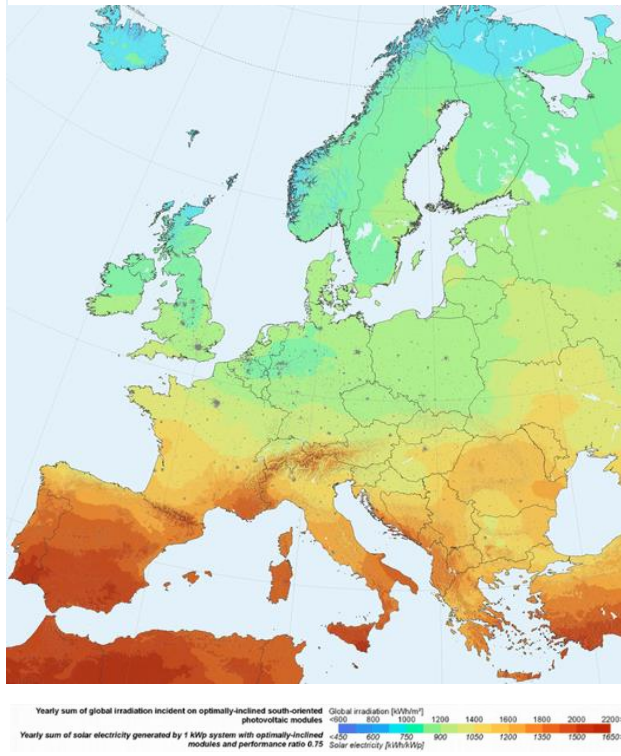 Yearly sum of global irradiation incident on optimally-inclined south-oriented
photovoltaic modules
Yearly sum of solar electricity generated by 1 kWp system with optimally-inclined
modules and performance ratio 0.75
Global irradiation [kWh/m²]
<600 800 1000 1200 1400 1600 1800 2000 2200>
<450 600 750 900 1050 1200 1350 1500 1650>
Solar electricity [kWh/kWp]